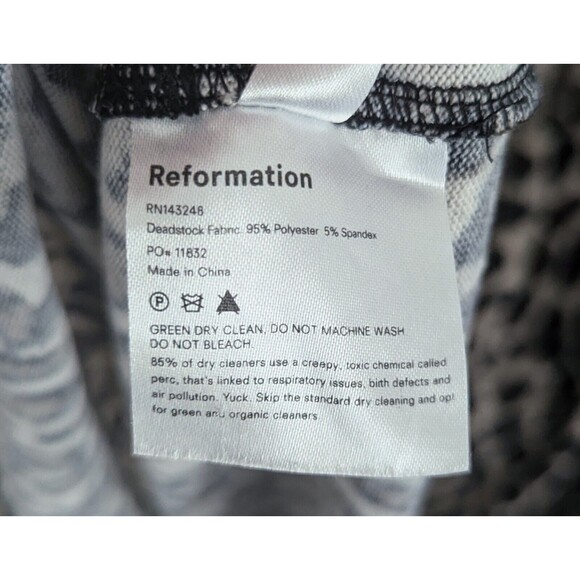 Reformation
RN143248
Deadstock Fabric 95% Polyester 5% Spandex
PO# 11832
Made in China
P
GREEN DRY CLEAN, DO NOT MACHINE WASH
DO NOT BLEACH.
85% of dry cleaners use a creepy, toxic chemical called
perc, that's linked to respiratory issues, birth defects and
air pollution. Yuck. Skip the standard dry cleaning and opt
for green and organic cleaners.